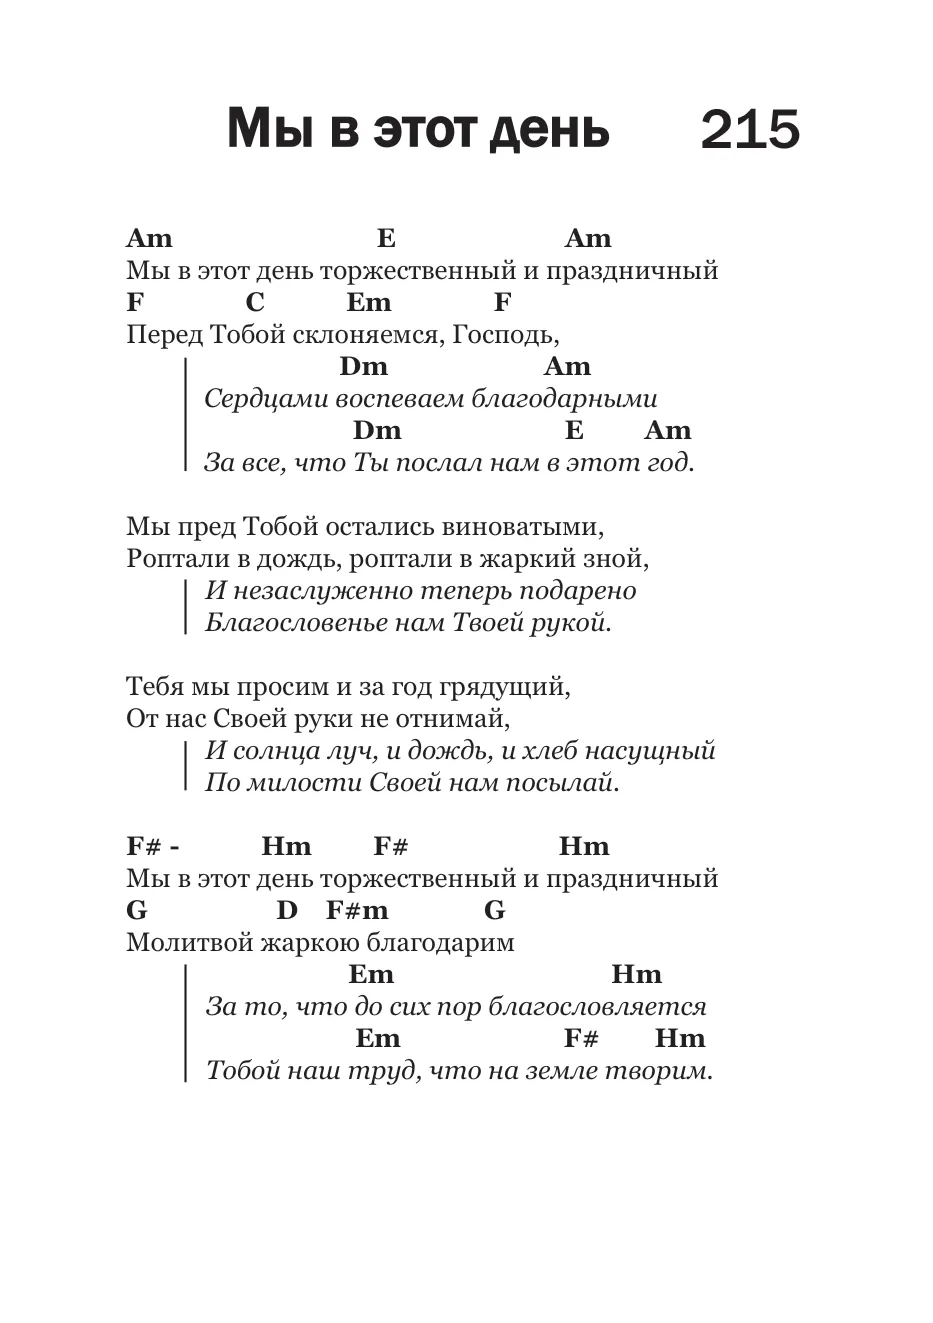 Мы в этот день 215
Am E Am
Мы в этот день торжественный и праздничный
F C Em F
Перед Тобой склоняемся, Господь,
Dm Am
Сердцами воспеваем благодарными
Dm E Am
За все, что Ты послал нам в этот год.
Мы пред Тобой остались виноватыми,
Роптали в дождь, роптали в жаркий зной,
И незаслуженно теперь подарено
Благословенье нам Твоей рукой.
Тебя мы просим и за год грядущий,
От нас Своей руки не отнимай,
И солнца луч, и дождь, и хлеб насущный
По милости Своей нам посылай.
F# - Hm F# Hm
Мы в этот день торжественный и праздничный
G D F#m G
Молитвой жаркою благодарим
Em Hm
За то, что до сих пор благословляется
Em F# Hm
Тобой наш труд, что на земле творим.